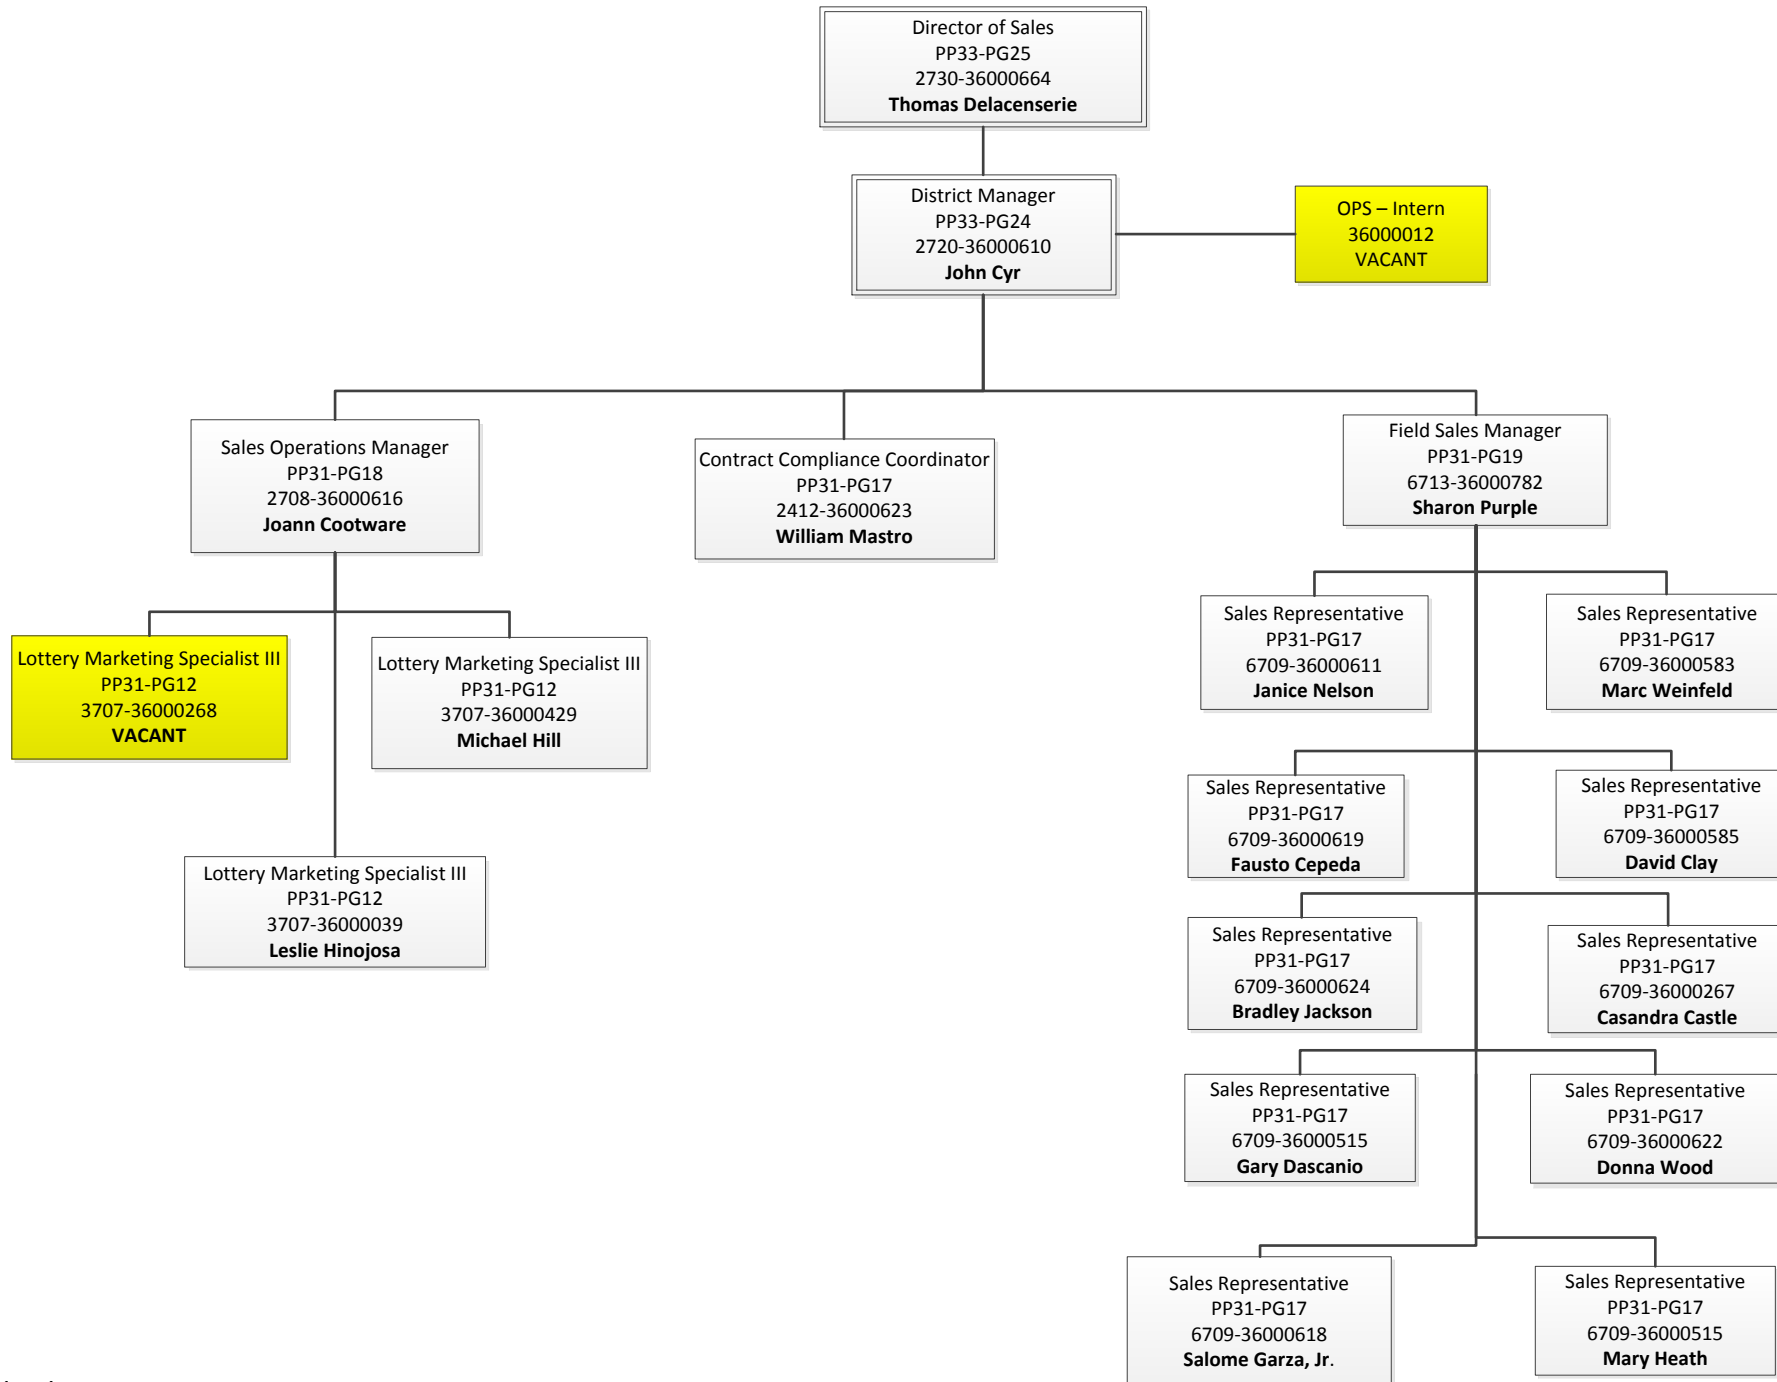 Director of Sales
PP33-PG25
2730-36000664
Thomas Delacenserie
District Manager
PP33-PG24
2720-36000610
John Cyr
OPS – Intern
36000012
VACANT
Sales Operations Manager
PP31-PG18
2708-36000616
Joann Cootware
Contract Compliance Coordinator
PP31-PG17
2412-36000623
William Mastro
Field Sales Manager
PP31-PG19
6713-36000782
Sharon Purple
Lottery Marketing Specialist III
PP31-PG12
3707-36000268
VACANT
Lottery Marketing Specialist III
PP31-PG12
3707-36000429
Michael Hill
Lottery Marketing Specialist III
PP31-PG12
3707-36000039
Leslie Hinojosa
Sales Representative
PP31-PG17
6709-36000611
Janice Nelson
Sales Representative
PP31-PG17
6709-36000583
Marc Weinfeld
Sales Representative
PP31-PG17
6709-36000619
Fausto Cepeda
Sales Representative
PP31-PG17
6709-36000585
David Clay
Sales Representative
PP31-PG17
6709-36000624
Bradley Jackson
Sales Representative
PP31-PG17
6709-36000267
Casandra Castle
Sales Representative
PP31-PG17
6709-36000515
Gary Dascanio
Sales Representative
PP31-PG17
6709-36000622
Donna Wood
Sales Representative
PP31-PG17
6709-36000618
Salome Garza, Jr.
Sales Representative
PP31-PG17
6709-36000515
Mary Heath